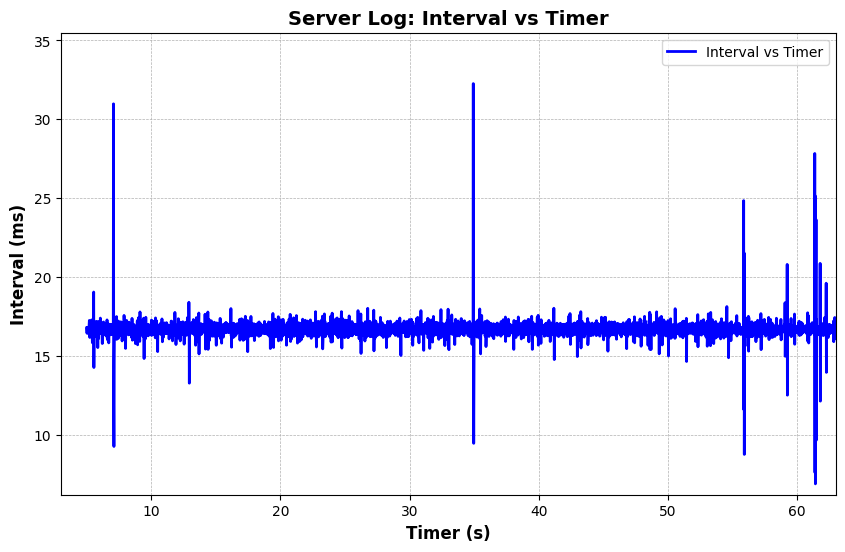 Server Log: Interval vs Timer
Interval vs Timer
35
30
25
20
15
10
Interval (ms)
10 20 30 40 50 60
Timer (s)